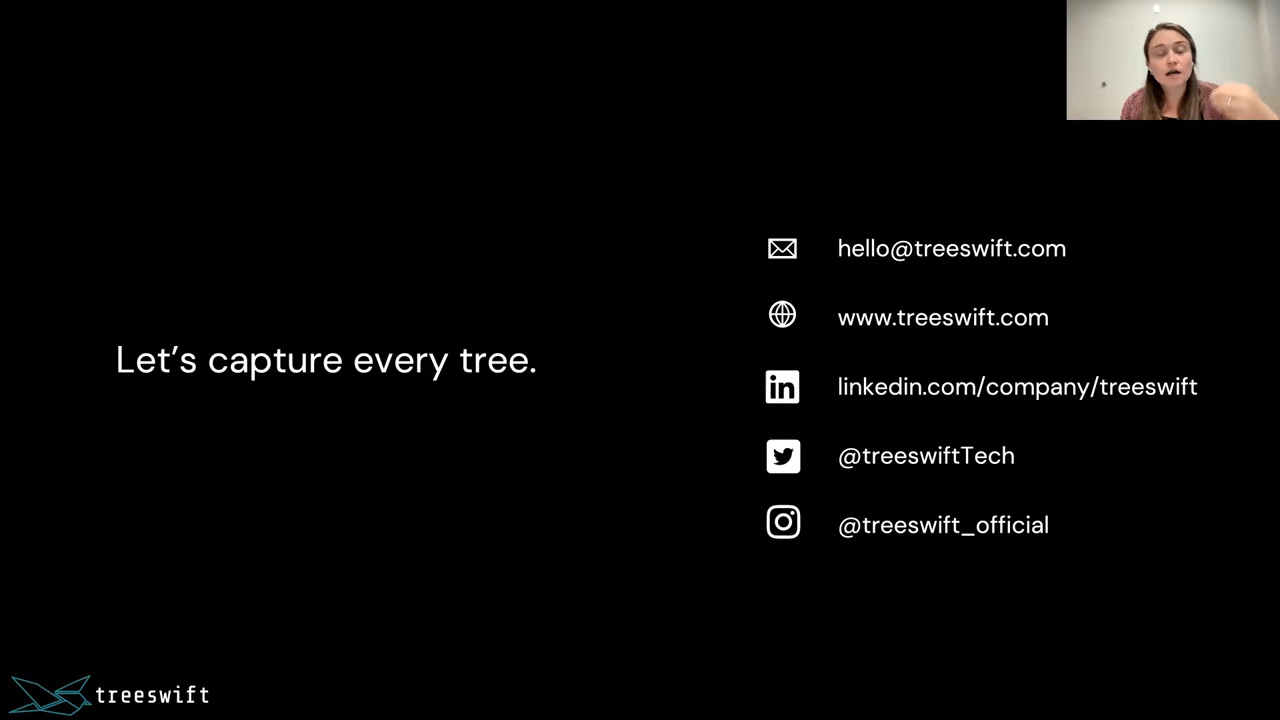 Let’s capture every tree.
hello@treeswift.com
www.treeswift.com
linkedin.com/company/treeswift
@treeswiftTech
@treeswift_official
treeswift